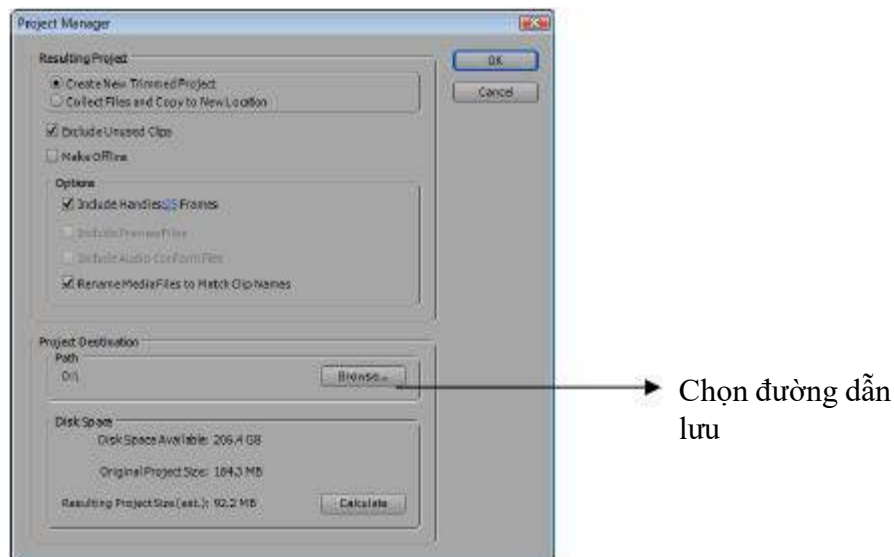 Project Manager
Resulting Project
OK
Create New Trimmed Project
Collect Files and Copy to New Location
Cancel
Exclude Unused Clips
Make Offline
Options
Include Handles: 25 Frames
Include Preview Files
Include Audio Conform Files
Rename Media Files to Match Clip Names
Project Destination
Path
D:\
Browse...
Chọn đường dẫn
lưu
Disk Space
Disk Space Available: 206.4 GB
Original Project Size: 184.3 MB
Resulting Project Size (est.): 92.2 MB
Calculate